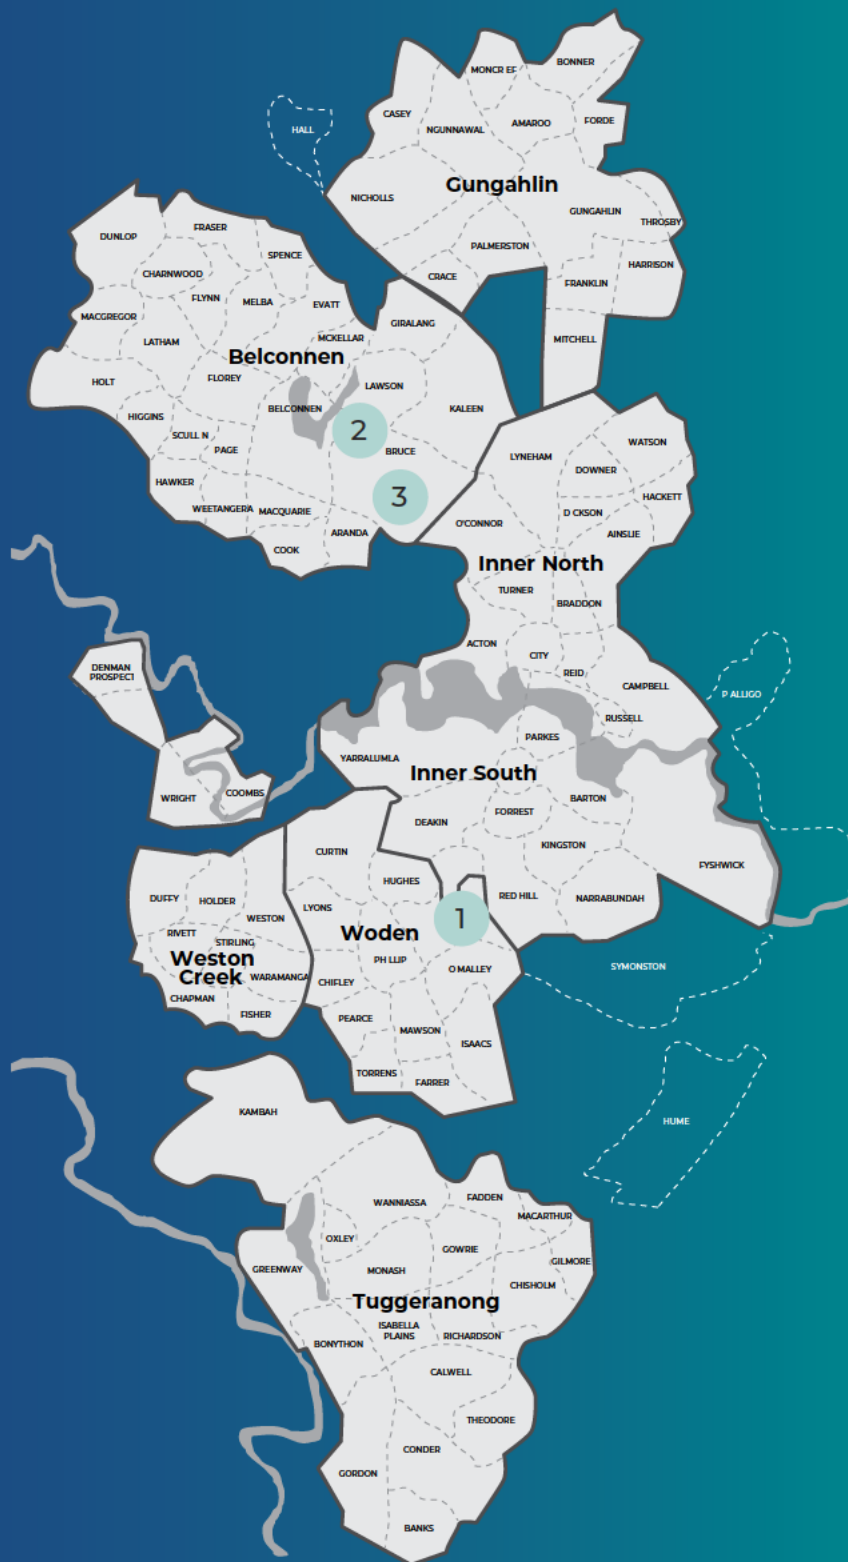 BONNER
MONCR EF
CASEY
NGUNNAWAL
AMAROO
FORDE
HALL
Gungahlin
NICHOLLS
GUNGAHLIN
THROSBY
PALMERSTON
HARRISON
CRACE
FRANKLIN
MITCHELL
DUNLOP
FRASER
SPENCE
CHARNWOOD
FLYNN
MELBA
EVATT
MACGREGOR
GIRALANG
LATHAM
MCKELLAR
Belconnen
HOLT
FLOREY
LAWSON
BELCONNEN
KALEEN
HIGGINS
2
SCULL N
PAGE
BRUCE
HAWKER
3
WEETANGERA
MACQUARIE
ARANDA
COOK
WATSON
LYNEHAM
DOWNER
HACKETT
D CKSON
O'CONNOR
AINSLIE
Inner North
TURNER
BRADDON
ACTON
CITY
REID
CAMPBELL
RUSSELL
P ALLIGO
DENMAN
PROSPECT
WRIGHT
COOMBS
PARKES
YARRALUMLA
Inner South
BARTON
DEAKIN
FORREST
KINGSTON
FYSHWICK
RED HILL
NARRABUNDAH
SYMONSTON
CURTIN
HUGHES
LYONS
1
Woden
PH LLIP
O MALLEY
CHIFLEY
PEARCE
MAWSON
ISAACS
TORRENS
FARRER
DUFFY
HOLDER
WESTON
RIVETT
STIRLING
Weston
Creek
WARAMANGA
CHAPMAN
FISHER
HUME
KAMBAH
WANNIASSA
FADDEN
MACARTHUR
OXLEY
GOWRIE
GILMORE
GREENWAY
MONASH
CHISHOLM
Tuggeranong
ISABELLA
PLAINS
RICHARDSON
BONYTHON
CALWELL
THEODORE
CONDER
GORDON
BANKS